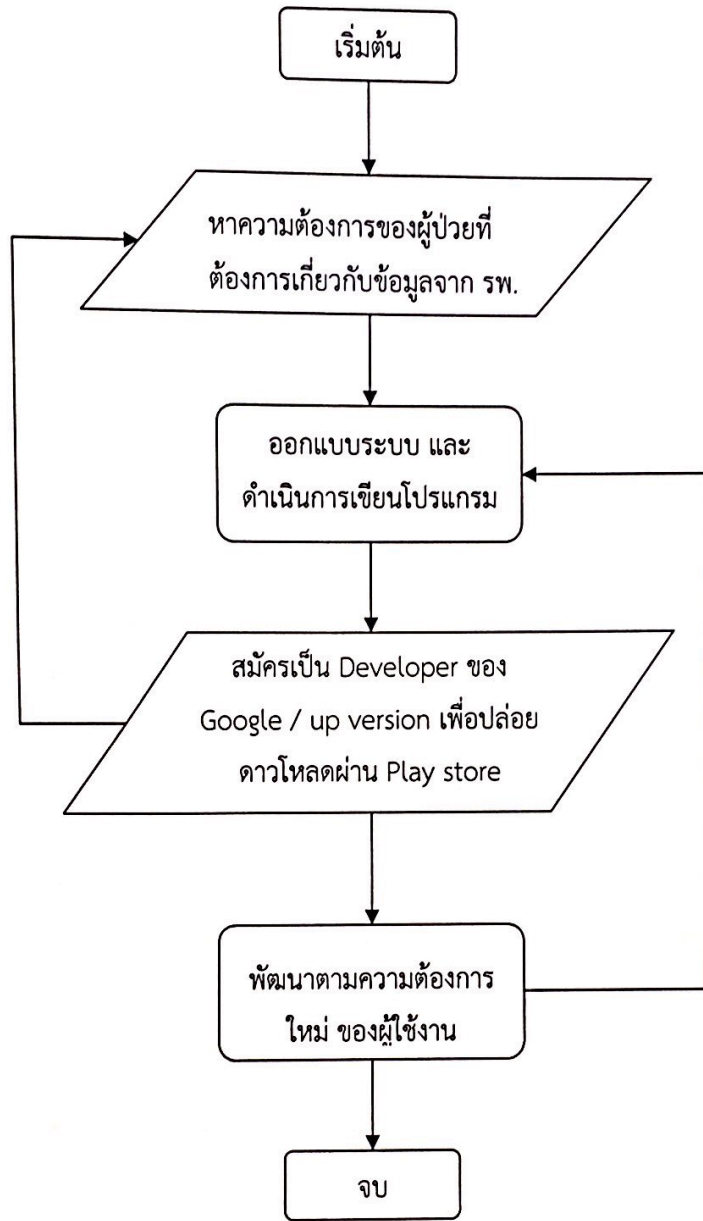 เริ่มต้น
หาความต้องการของผู้ป่วยที่
ต้องการเกี่ยวกับข้อมูลจาก รพ.
ออกแบบระบบ และ
ดำเนินการเขียนโปรแกรม
สมัครเป็น Developer ของ
Google / up version เพื่อปล่อย
ดาวโหลดผ่าน Play store
พัฒนาตามความต้องการ
ใหม่ ของผู้ใช้งาน
จบ